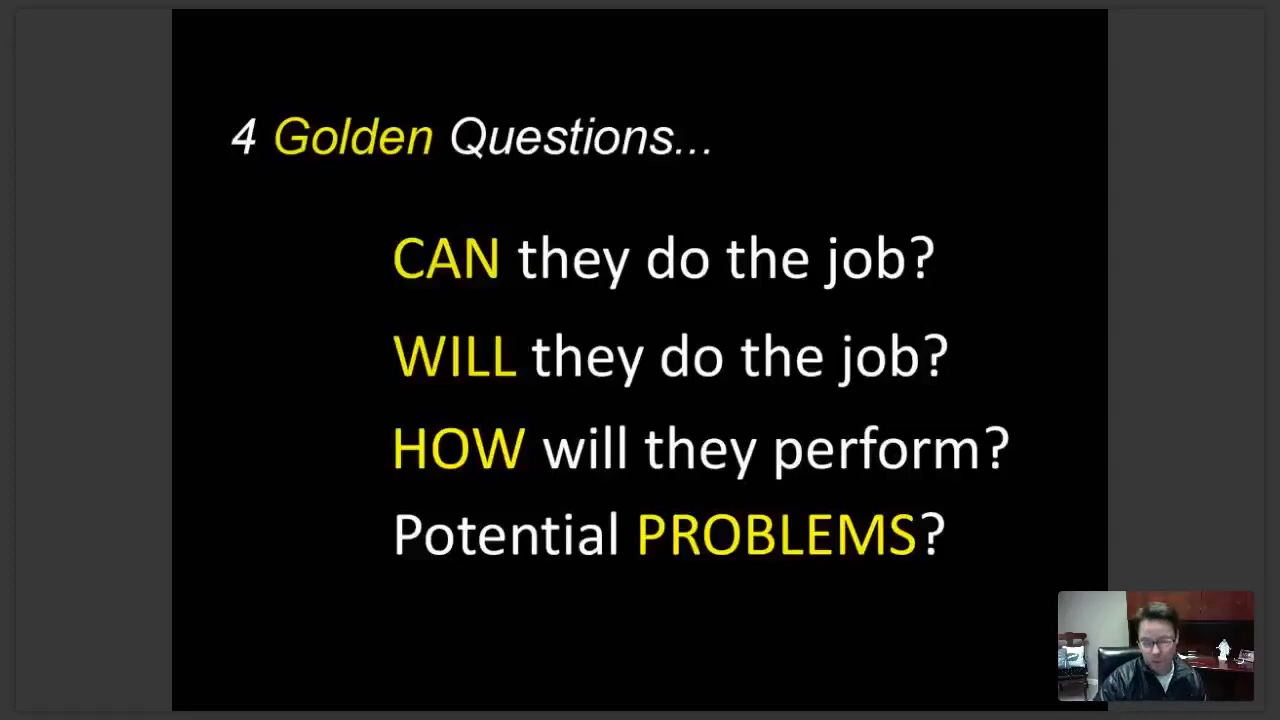 4 Golden Questions...
CAN they do the job?
WILL they do the job?
HOW will they perform?
Potential PROBLEMS?